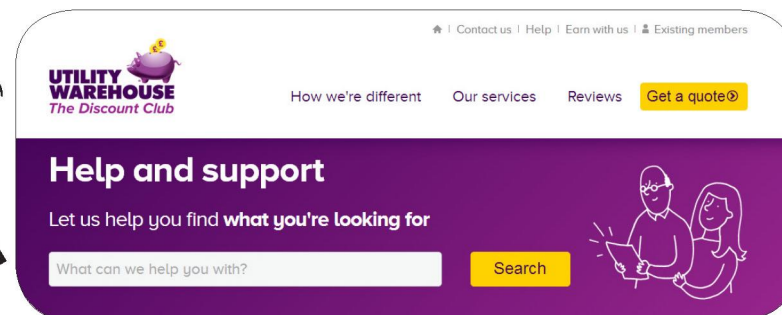 Contact us | Help | Earn with us | Existing members
UTILITY
WAREHOUSE
The Discount Club
How we're different Our services Reviews Get a quote
Help and support
Let us help you find what you're looking for
What can we help you with? Search